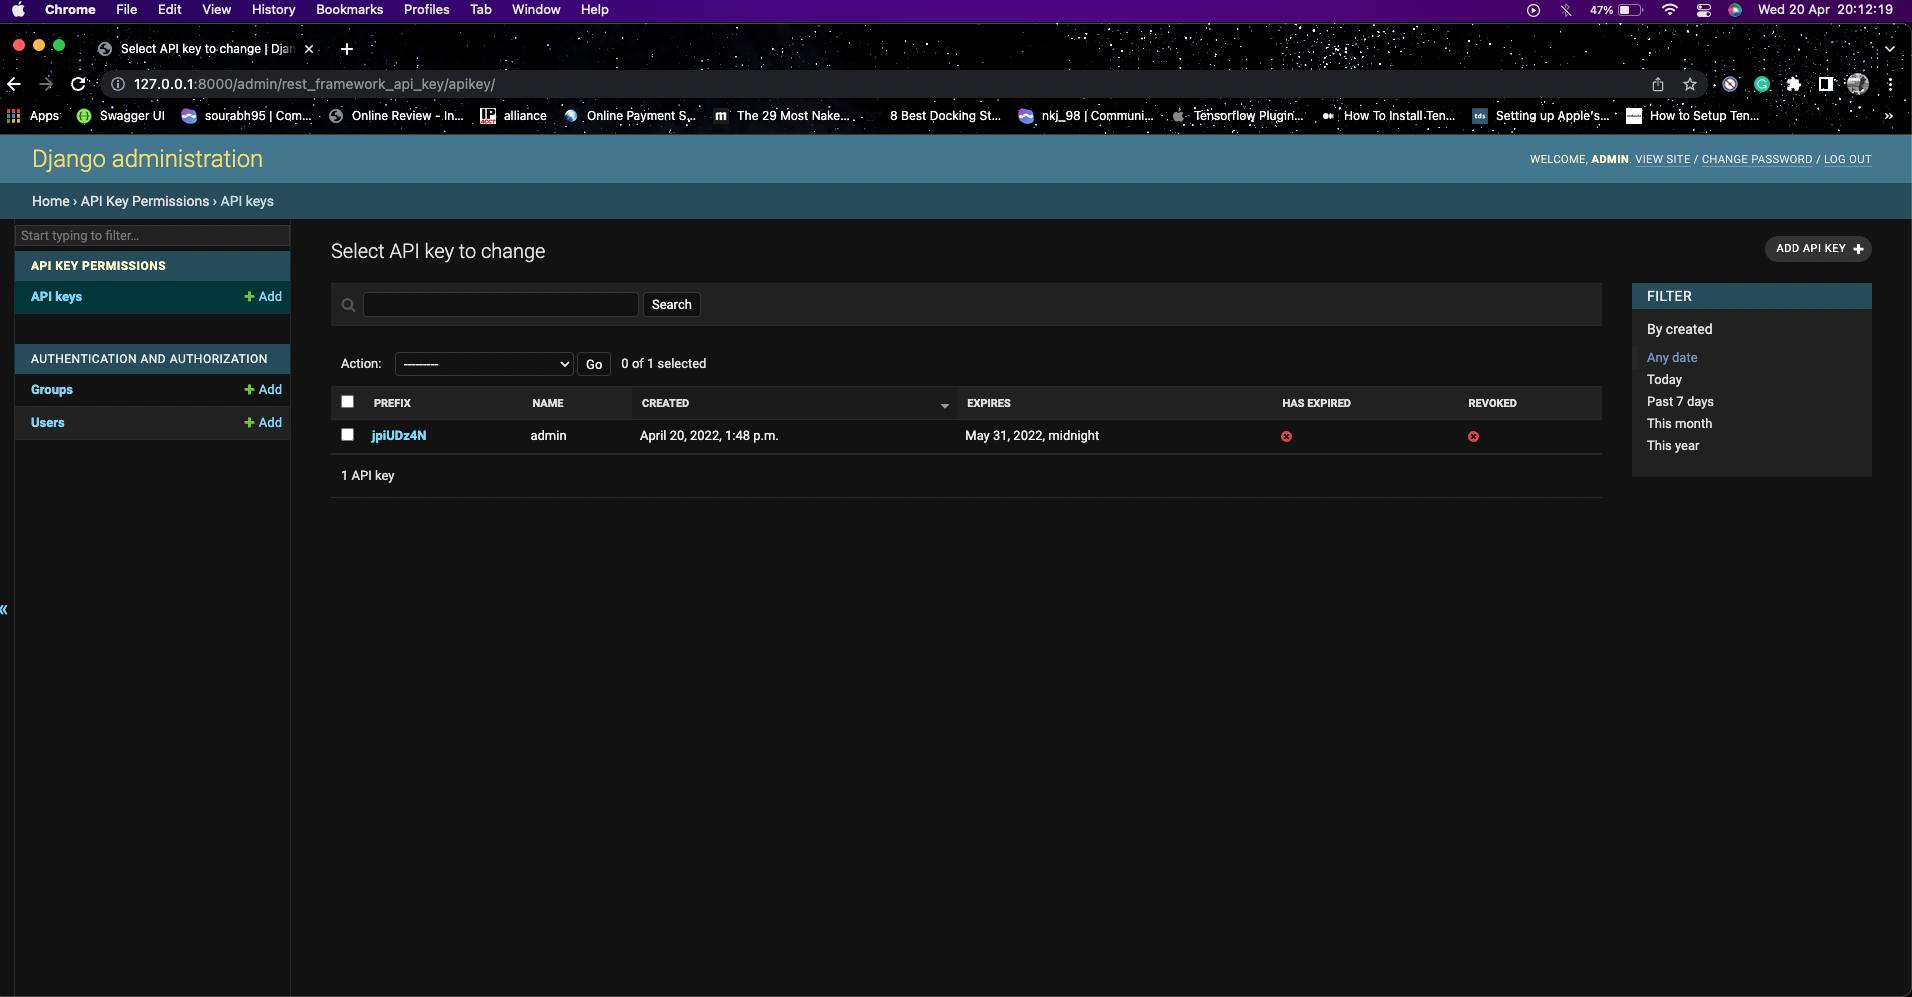 Chrome File Edit View History Bookmarks Profiles Tab Window Help 47% Wed 20 Apr 20:12:19
Select API key to change | Djan
127.0.0.1:8000/admin/rest_framework_api_key/apikey/
Apps Swagger UI sourabh95 | Com... Online Review - In... alliance Online Payment S... The 29 Most Nake... 8 Best Docking St... nkj_98 | Communi... Tensorflow Plugin... How To Install Ten... tds Setting up Apple's... How to Setup Ten... »
Django administration WELCOME, ADMIN. VIEW SITE / CHANGE PASSWORD / LOG OUT
Home › API Key Permissions › API keys
Start typing to filter...
API KEY PERMISSIONS
API keys + Add
AUTHENTICATION AND AUTHORIZATION
Groups + Add
Users + Add
«
Select API key to change
ADD API KEY +
Search
Action: --------- Go 0 of 1 selected
PREFIX NAME CREATED EXPIRES HAS EXPIRED REVOKED
jpiUDz4N admin April 20, 2022, 1:48 p.m. May 31, 2022, midnight
1 API key
FILTER
By created
Any date
Today
Past 7 days
This month
This year